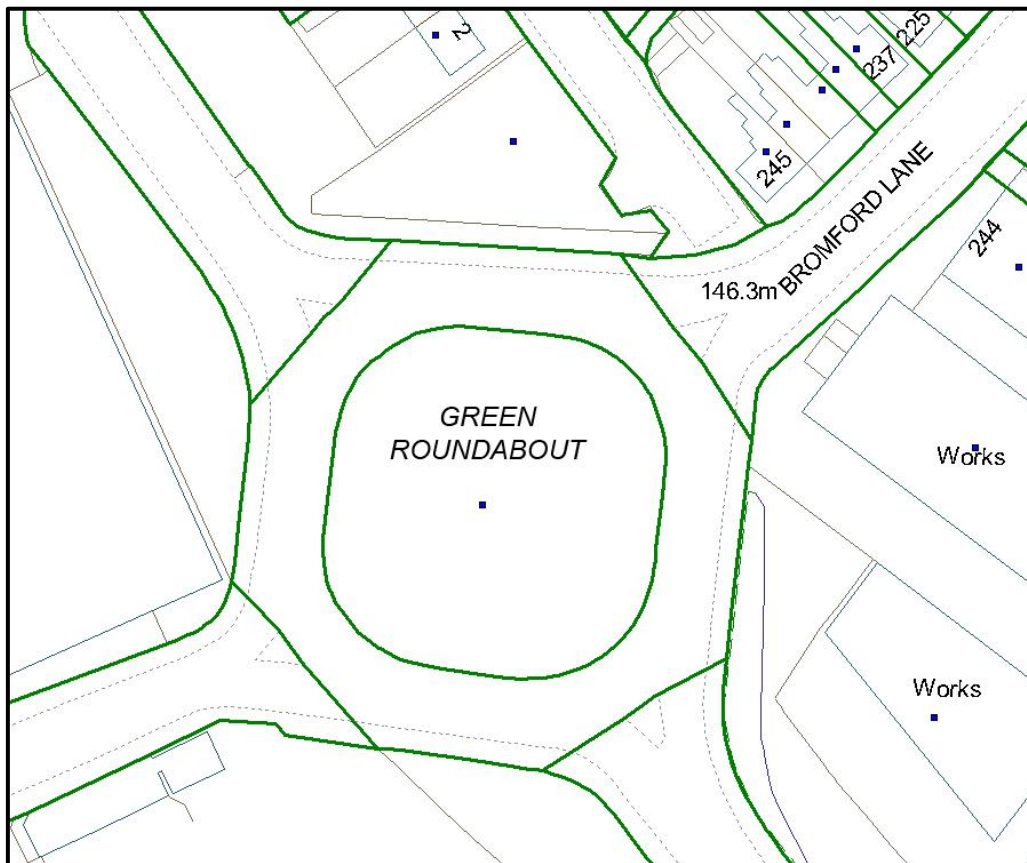 2
225
237
245
BROMFORD LANE
244
146.3m
GREEN
ROUNDABOUT
Works
Works